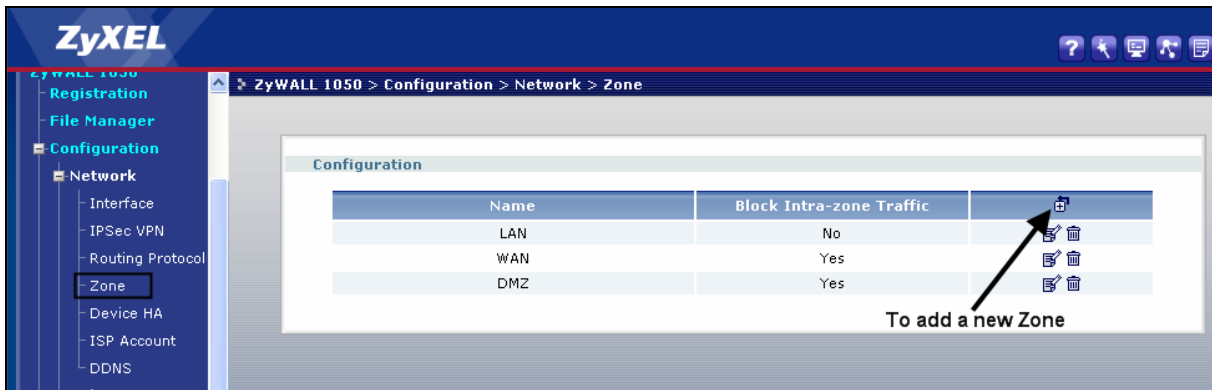 ZyXEL
ZyWALL 1050
Registration
File Manager
Configuration
Network
Interface
IPSec VPN
Routing Protocol
Zone
Device HA
ISP Account
DDNS
ZyWALL 1050 > Configuration > Network > Zone
Configuration
Name Block Intra-zone Traffic
LAN No
WAN Yes
DMZ Yes
To add a new Zone